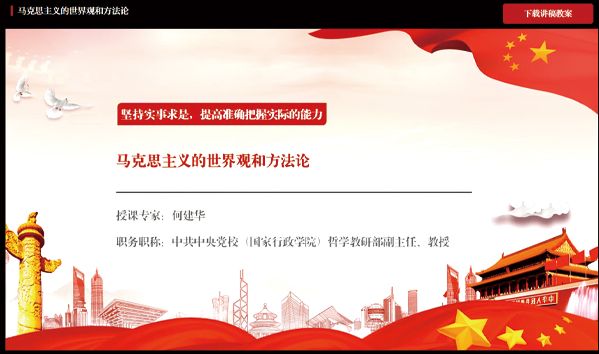 马克思主义的世界观和方法论
下载讲稿教案
坚持实事求是，提高准确把握实际的能力
马克思主义的世界观和方法论
授课专家：何建华
职务职称：中共中央党校（国家行政学院）哲学教研部副主任、教授